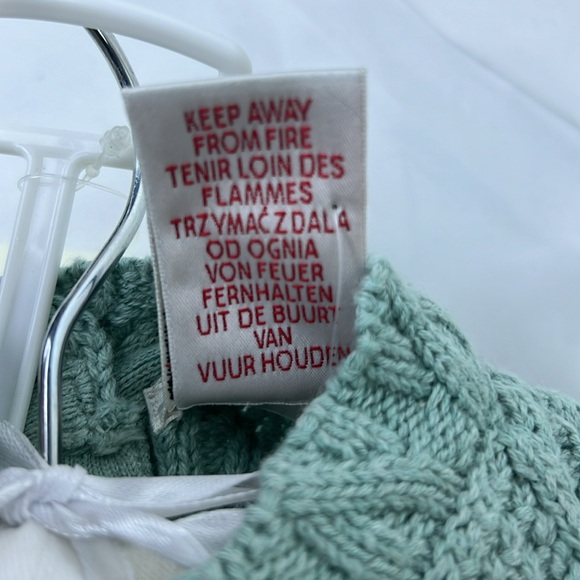 KEEP AWAY
FROM FIRE
TENIR LOIN DES
FLAMMES
TRZYMAĆ Z DALA
OD OGNIA
VON FEUER
FERNHALTEN
UIT DE BUURT
VAN
VUUR HOUDEN